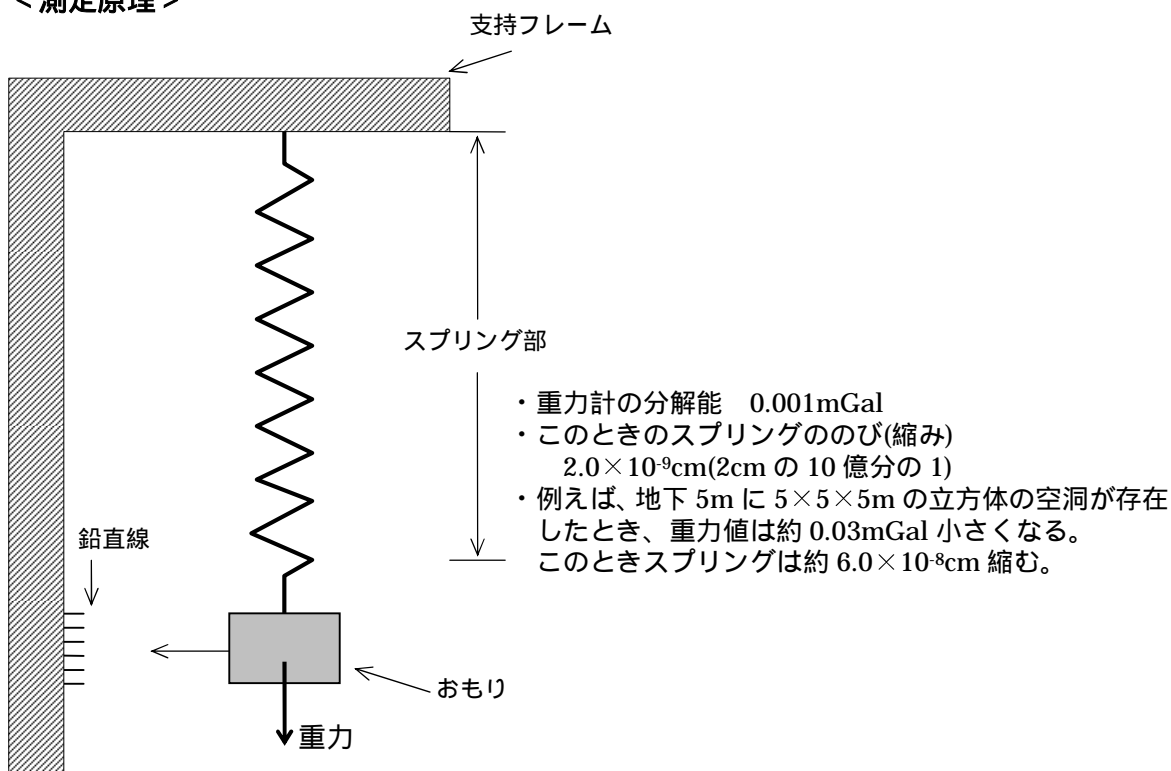 ＜測定原理＞
支持フレーム
スプリング部
・重力計の分解能　0.001mGal
・このときのスプリングののび(縮み)
2.0×10⁻⁹cm(2cm の 10 億分の 1)
・例えば、地下 5m に 5×5×5m の立方体の空洞が存在
したとき、重力値は約 0.03mGal 小さくなる。
このときスプリングは約 6.0×10⁻⁸cm 縮む。
鉛直線
おもり
重力